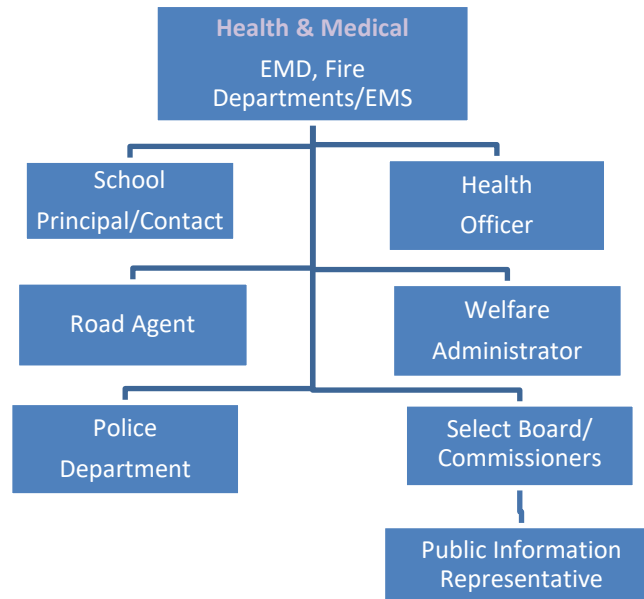 Health & Medical
EMD, Fire
Departments/EMS
School
Principal/Contact
Health
Officer
Road Agent
Welfare
Administrator
Police
Department
Select Board/
Commissioners
Public Information
Representative